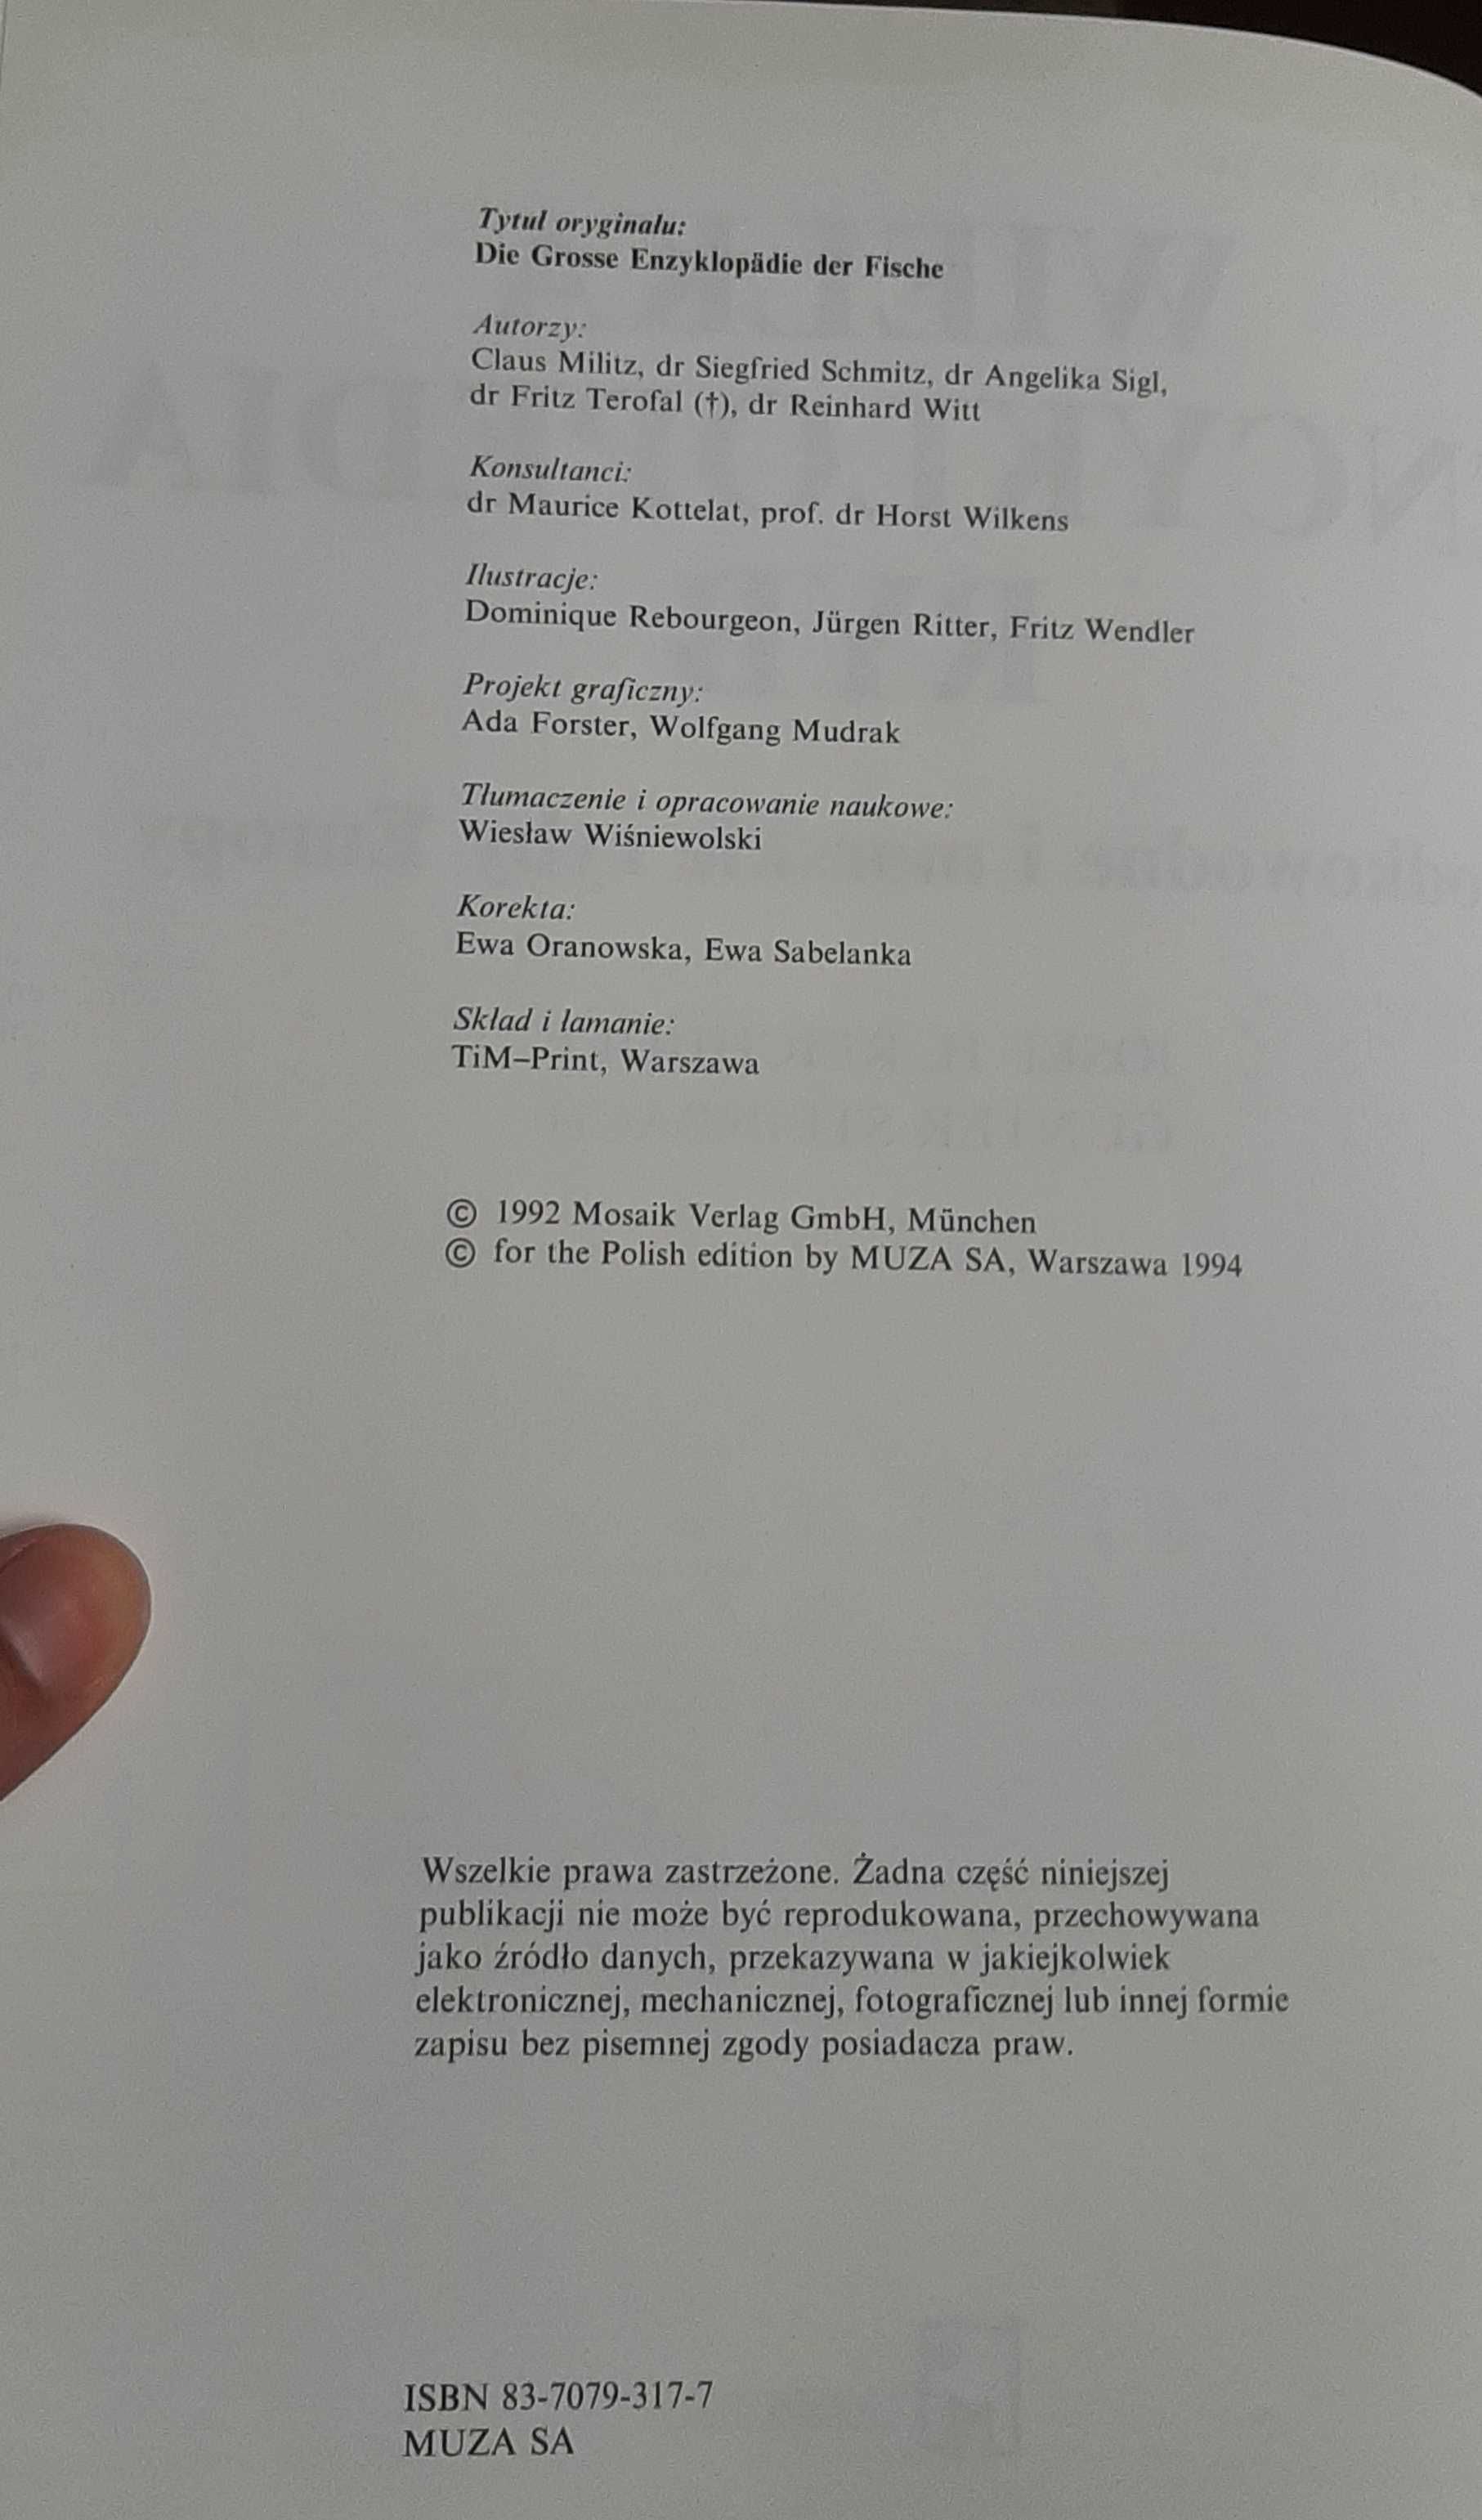 Tytuł oryginału:
Die Grosse Enzyklopädie der Fische
Autorzy:
Claus Militz, dr Siegfried Schmitz, dr Angelika Sigl,
dr Fritz Terofal (†), dr Reinhard Witt
Konsultanci:
dr Maurice Kottelat, prof. dr Horst Wilkens
Ilustracje:
Dominique Rebourgeon, Jürgen Ritter, Fritz Wendler
Projekt graficzny:
Ada Forster, Wolfgang Mudrak
Tłumaczenie i opracowanie naukowe:
Wiesław Wiśniewolski
Korekta:
Ewa Oranowska, Ewa Sabelanka
Skład i łamanie:
TiM–Print, Warszawa
© 1992 Mosaik Verlag GmbH, München
© for the Polish edition by MUZA SA, Warszawa 1994
Wszelkie prawa zastrzeżone. Żadna część niniejszej
publikacji nie może być reprodukowana, przechowywana
jako źródło danych, przekazywana w jakiejkolwiek
elektronicznej, mechanicznej, fotograficznej lub innej formie
zapisu bez pisemnej zgody posiadacza praw.
ISBN 83-7079-317-7
MUZA SA